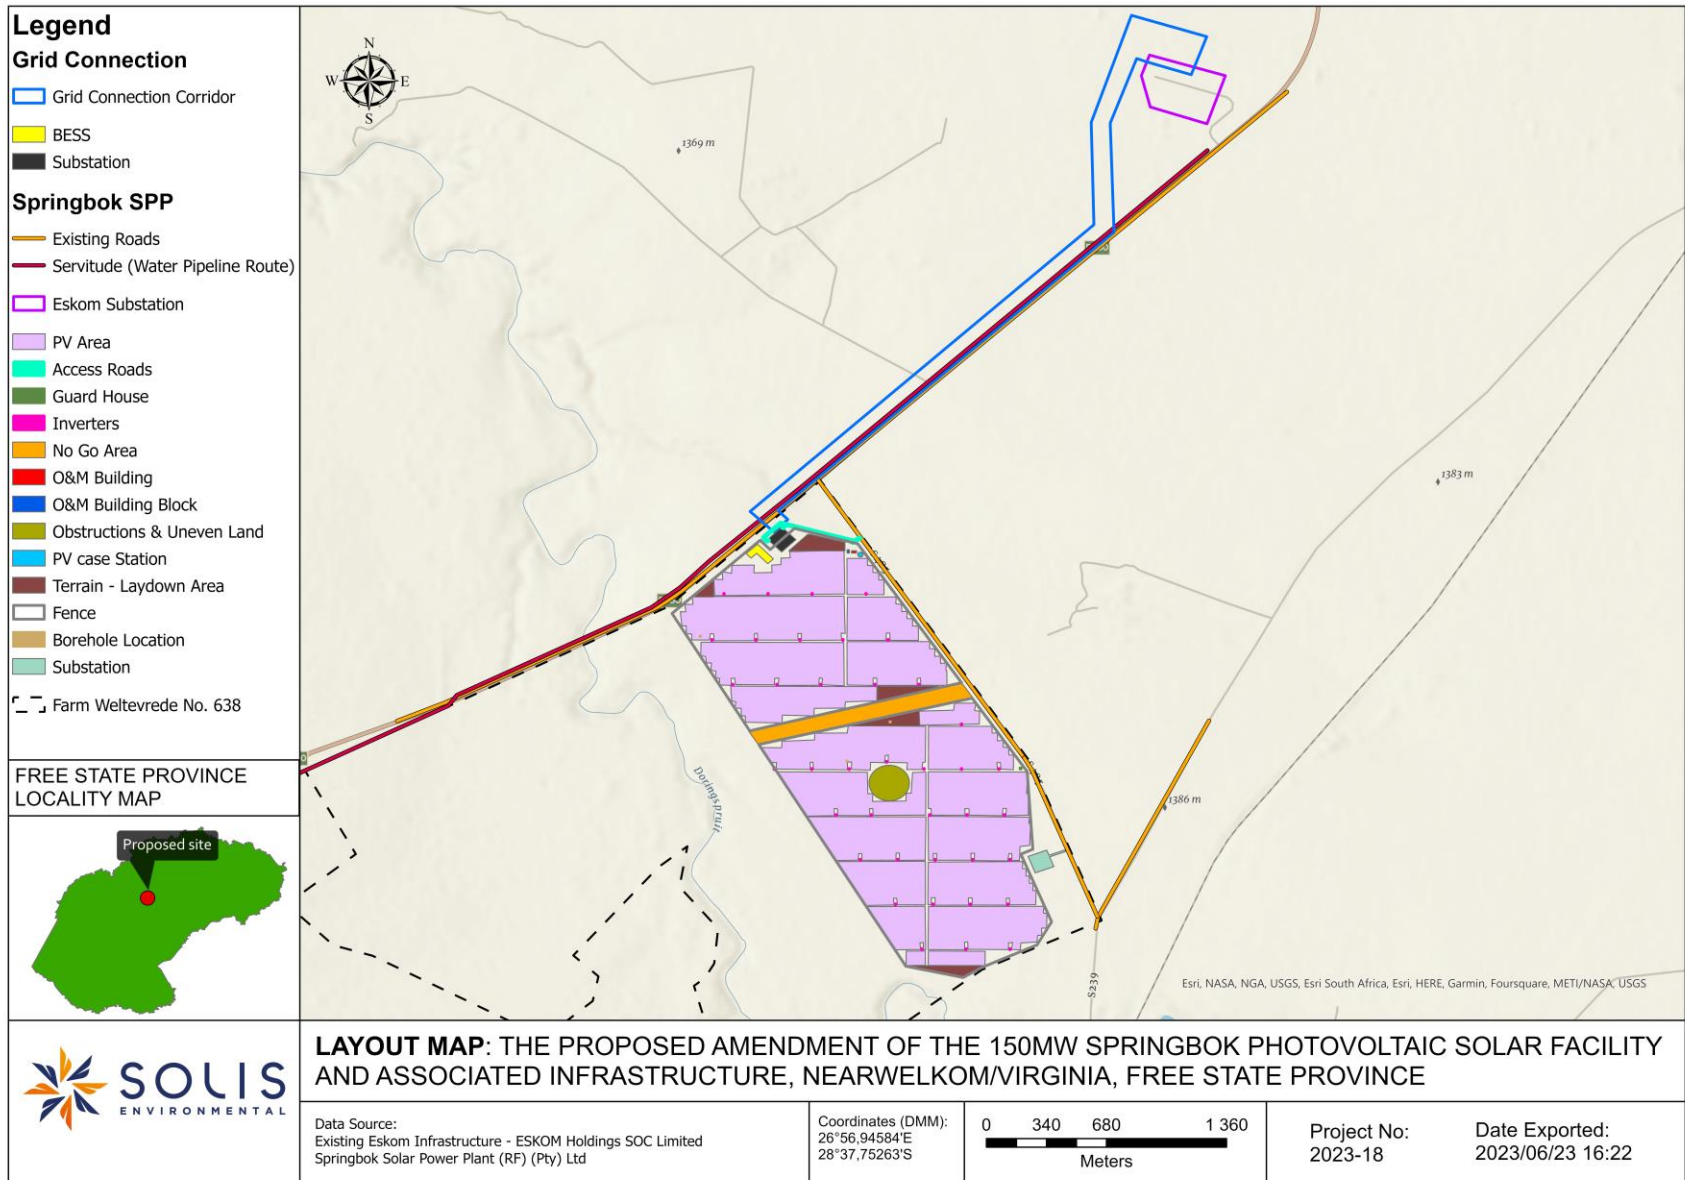 Legend
Grid Connection
Grid Connection Corridor
BESS
Substation
Springbok SPP
Existing Roads
Servitude (Water Pipeline Route)
Eskom Substation
PV Area
Access Roads
Guard House
Inverters
No Go Area
O&M Building
O&M Building Block
Obstructions & Uneven Land
PV case Station
Terrain - Laydown Area
Fence
Borehole Location
Substation
Farm Weltevrede No. 638
FREE STATE PROVINCE
LOCALITY MAP
Proposed site
N
W E
S
1369 m
1383 m
1386 m
Doringspruit
S239
Esri, NASA, NGA, USGS, Esri South Africa, Esri, HERE, Garmin, Foursquare, METI/NASA, USGS
SOLIS
ENVIRONMENTAL
LAYOUT MAP: THE PROPOSED AMENDMENT OF THE 150MW SPRINGBOK PHOTOVOLTAIC SOLAR FACILITY
AND ASSOCIATED INFRASTRUCTURE, NEARWELKOM/VIRGINIA, FREE STATE PROVINCE
Data Source:
Existing Eskom Infrastructure - ESKOM Holdings SOC Limited
Springbok Solar Power Plant (RF) (Pty) Ltd
Coordinates (DMM):
26°56,94584'E
28°37,75263'S
0 340 680 1 360
Meters
Project No:
2023-18
Date Exported:
2023/06/23 16:22